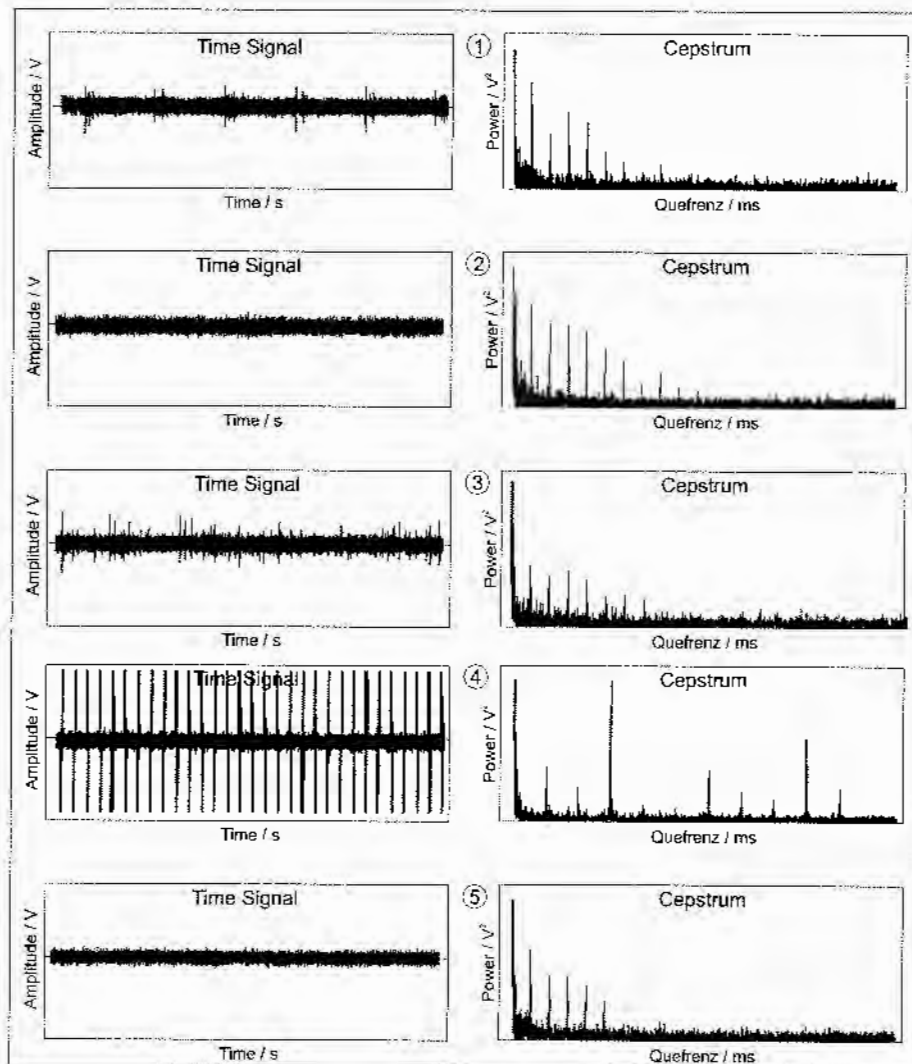 Time Signal
Amplitude / V
Time / s
① Cepstrum
Power / V²
Quefrenz / ms
Time Signal
Amplitude / V
Time / s
② Cepstrum
Power / V²
Quefrenz / ms
Time Signal
Amplitude / V
Time / s
③ Cepstrum
Power / V²
Quefrenz / ms
Time Signal
Amplitude / V
Time / s
④ Cepstrum
Power / V²
Quefrenz / ms
Time Signal
Amplitude / V
Time / s
⑤ Cepstrum
Power / V²
Quefrenz / ms